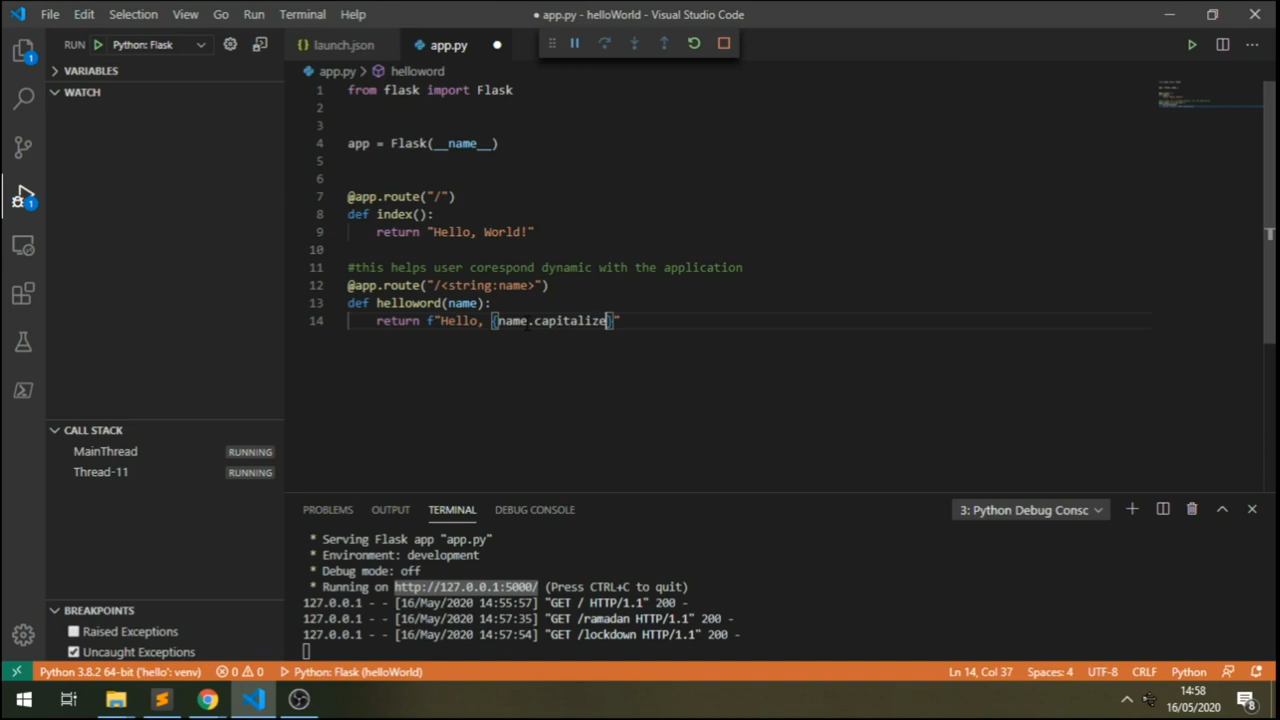 File Edit Selection View Go Run Terminal Help
● app.py - helloWorld - Visual Studio Code
RUN Python: Flask
launch.json
app.py
VARIABLES
WATCH
app.py > helloword
1 from flask import Flask
2
3
4 app = Flask(__name__)
5
6
7 @app.route("/")
8 def index():
9 return "Hello, World!"
10
11 #this helps user corespond dynamic with the application
12 @app.route("/<string:name>")
13 def helloword(name):
14 return f"Hello, {name.capitalize}"
CALL STACK
MainThread RUNNING
Thread-11 RUNNING
BREAKPOINTS
Raised Exceptions
Uncaught Exceptions
PROBLEMS OUTPUT TERMINAL DEBUG CONSOLE
3: Python Debug Consc
* Serving Flask app "app.py"
* Environment: development
* Debug mode: off
* Running on http://127.0.0.1:5000/ (Press CTRL+C to quit)
127.0.0.1 - - [16/May/2020 14:55:57] "GET / HTTP/1.1" 200 -
127.0.0.1 - - [16/May/2020 14:57:35] "GET /ramadan HTTP/1.1" 200 -
127.0.0.1 - - [16/May/2020 14:57:54] "GET /lockdown HTTP/1.1" 200 -
1
1
Python 3.8.2 64-bit ('hello': venv) 0 0 Python: Flask (helloWorld)
Ln 14, Col 37 Spaces: 4 UTF-8 CRLF Python
14:58
16/05/2020
8